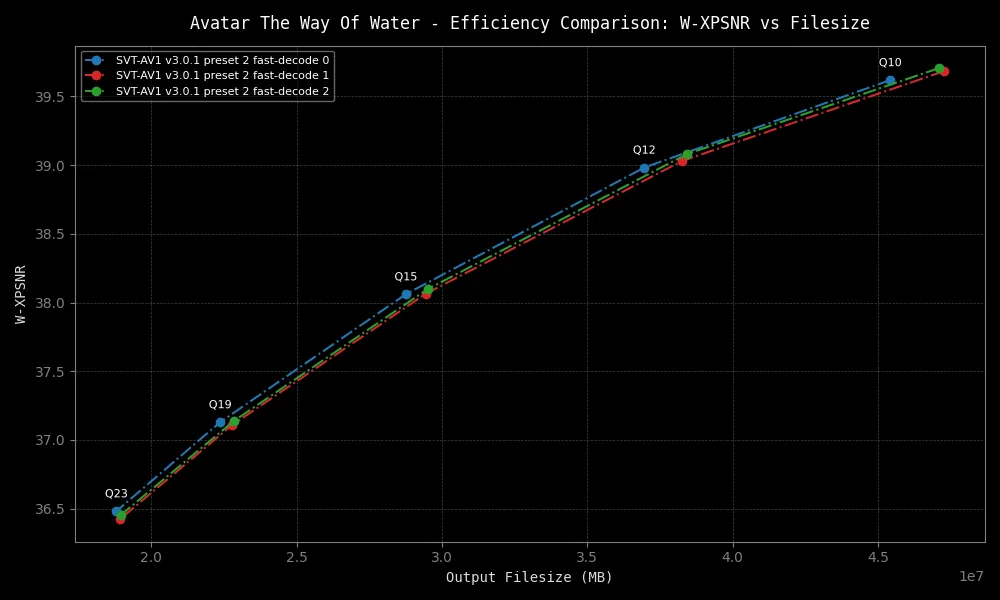 Avatar The Way Of Water - Efficiency Comparison: W-XPSNR vs Filesize
SVT-AV1 v3.0.1 preset 2 fast-decode 0
SVT-AV1 v3.0.1 preset 2 fast-decode 1
SVT-AV1 v3.0.1 preset 2 fast-decode 2
Q10
39.5
Q12
39.0
38.5
Q15
38.0
W-XPSNR
37.5
Q19
37.0
Q23
36.5
2.0 2.5 3.0 3.5 4.0 4.5
1e7
Output Filesize (MB)